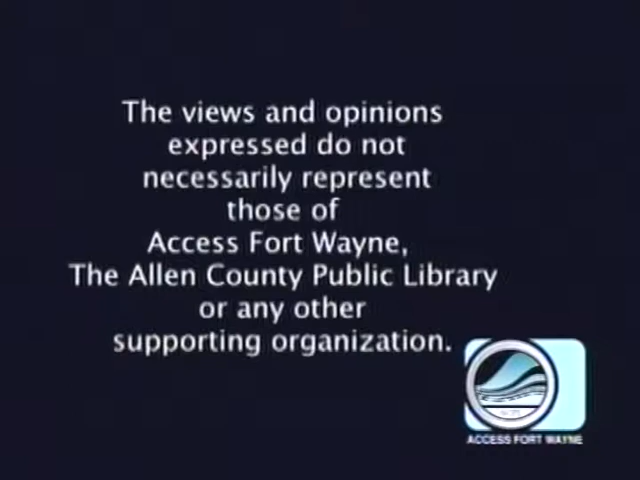 The views and opinions
expressed do not
necessarily represent
those of
Access Fort Wayne,
The Allen County Public Library
or any other
supporting organization.
ACCESS FORT WAYNE